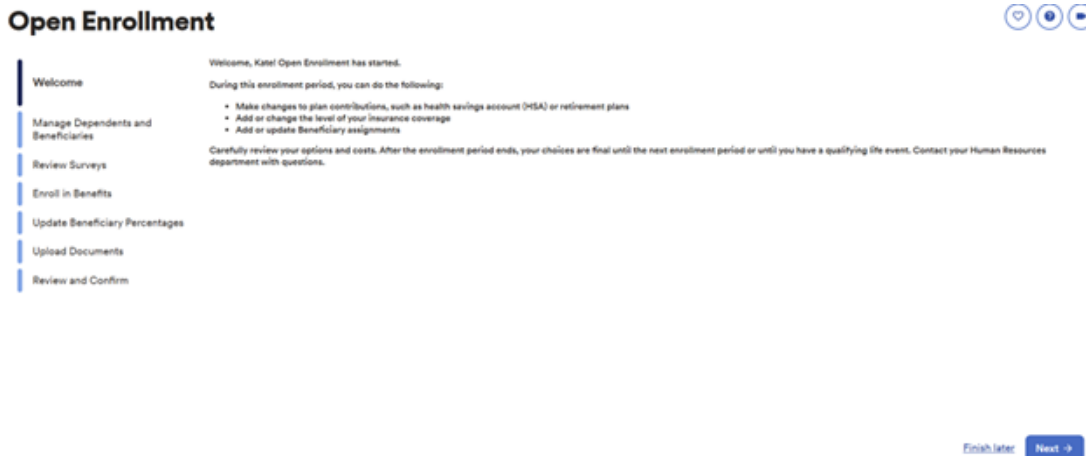 Open Enrollment
Welcome
Manage Dependents and
Beneficiaries
Review Surveys
Enroll in Benefits
Update Beneficiary Percentages
Upload Documents
Review and Confirm
Welcome, Kate! Open Enrollment has started.
During this enrollment period, you can do the following:
• Make changes to plan contributions, such as health savings account (HSA) or retirement plans
• Add or change the level of your insurance coverage
• Add or update Beneficiary assignments
Carefully review your options and costs. After the enrollment period ends, your choices are final until the next enrollment period or until you have a qualifying life event. Contact your Human Resources
department with questions.
Finish later
Next →